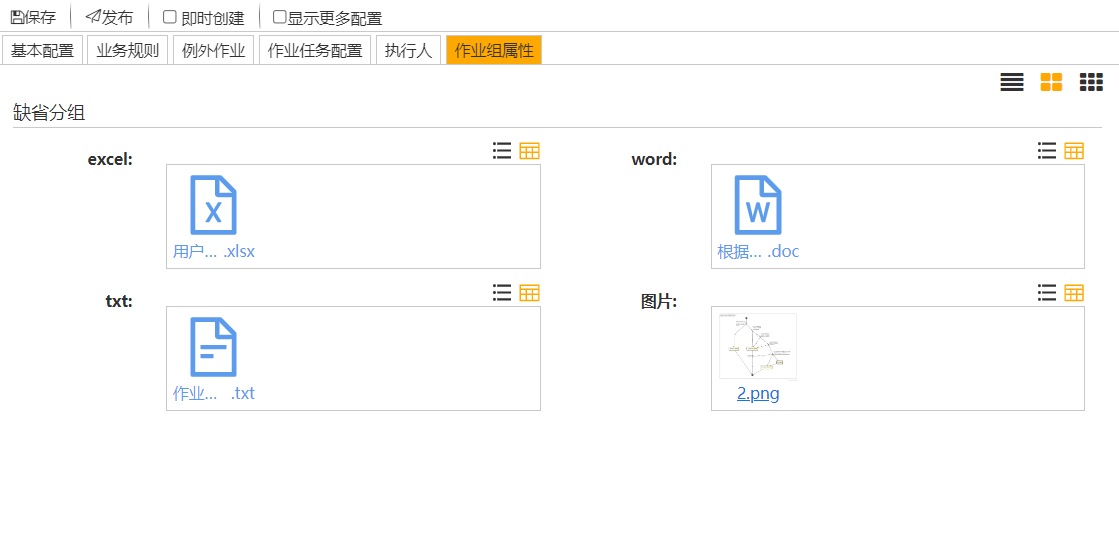 保存 发布 即时创建 显示更多配置
基本配置 业务规则 例外作业 作业任务配置 执行人 作业组属性
缺省分组
excel: word:
X W
用户... .xlsx 根据... .doc
txt: 图片:
作业... .txt 2.png